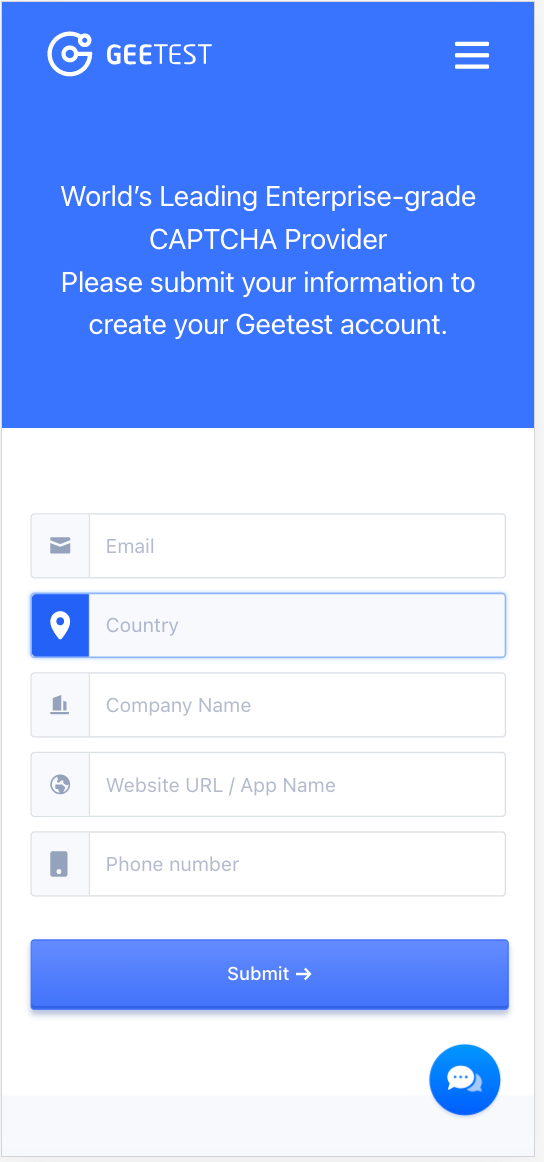 GEETEST
World’s Leading Enterprise-grade
CAPTCHA Provider
Please submit your information to
create your Geetest account.
Email
Country
Company Name
Website URL / App Name
Phone number
Submit →